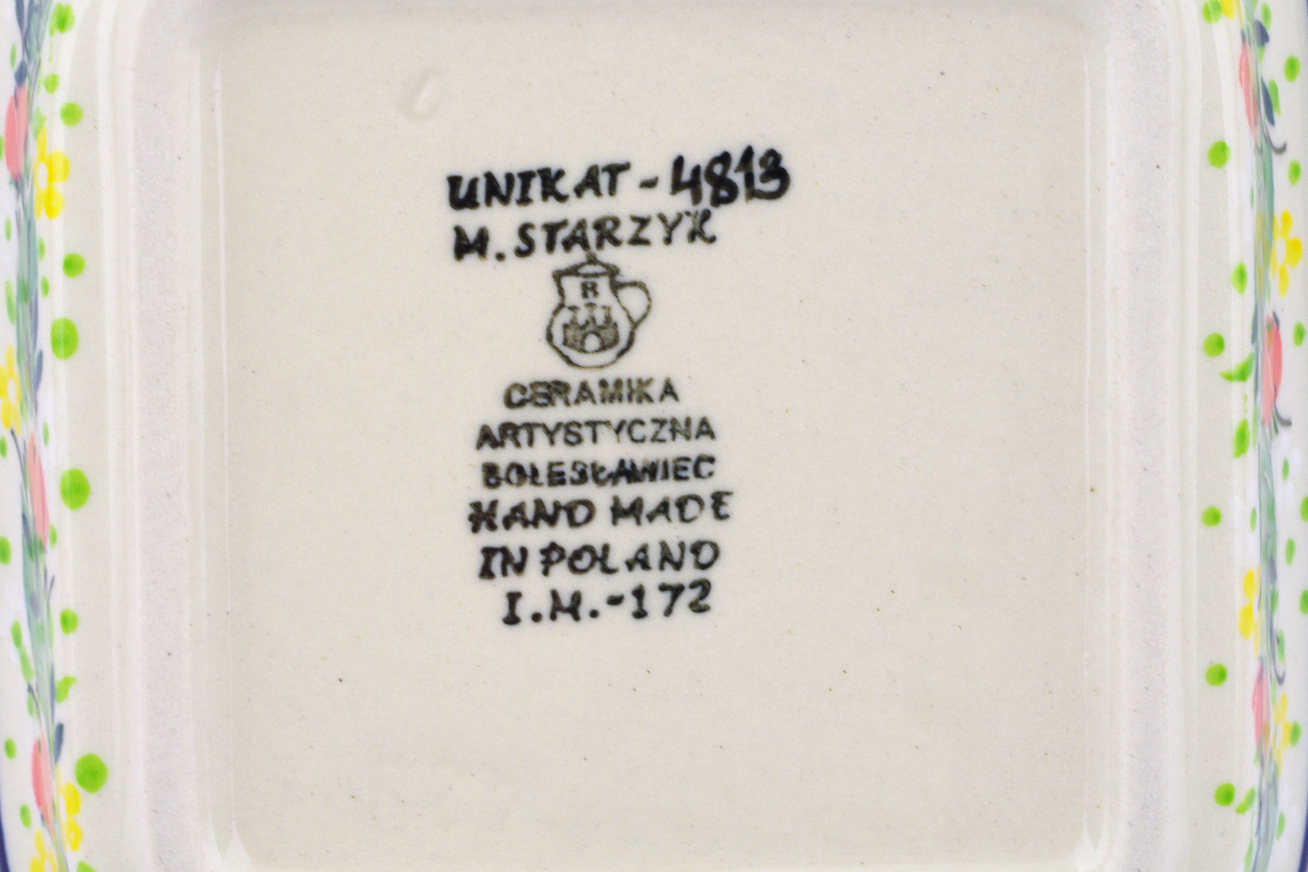 UNIKAT-4813
M. STARZYK
B
CERAMIKA
ARTYSTYCZNA
BOLESŁAWIEC
HAND MADE
IN POLAND
I.M.-172